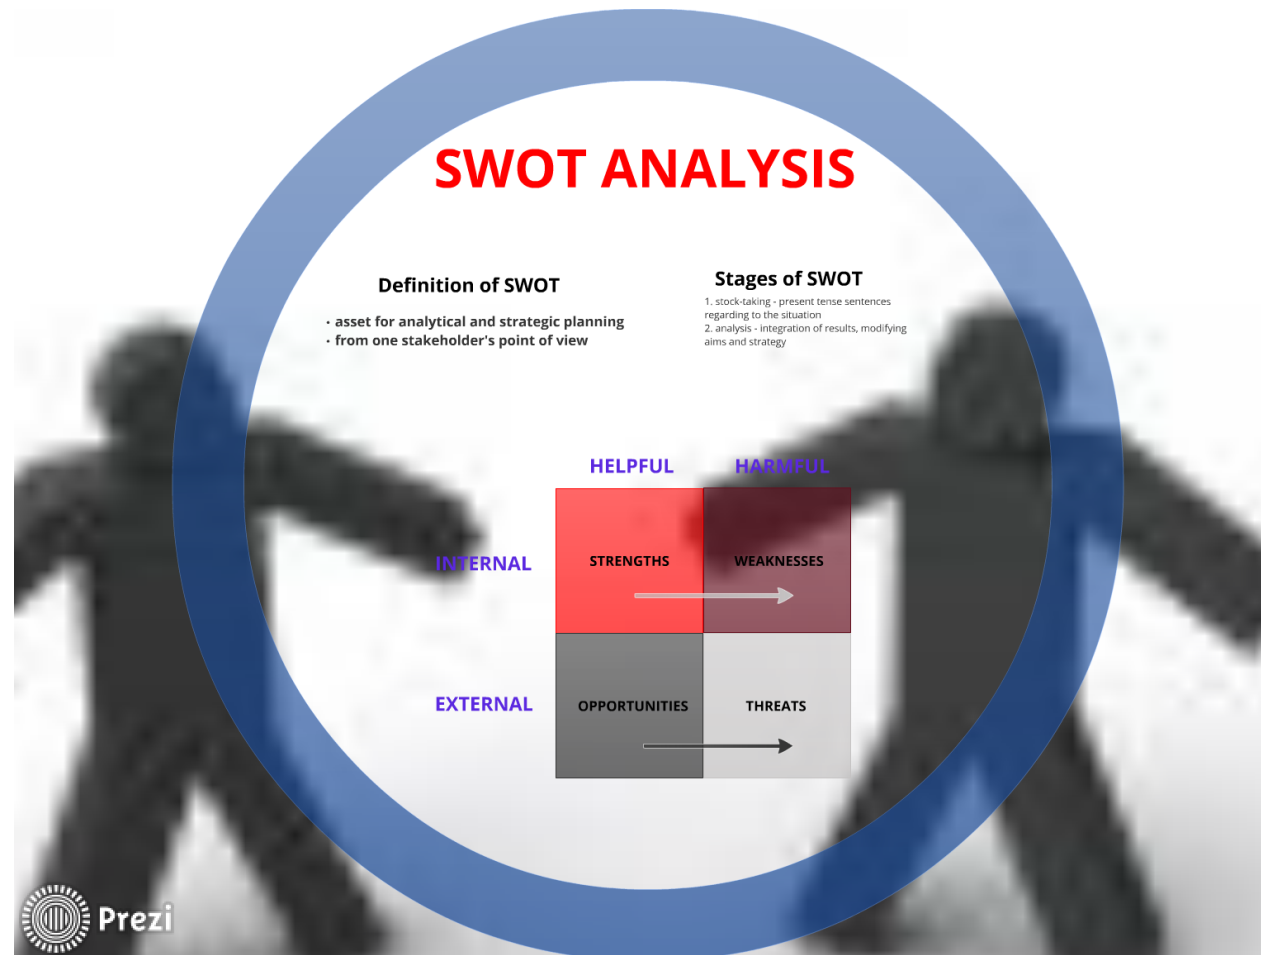 SWOT ANALYSIS
Definition of SWOT
· asset for analytical and strategic planning
· from one stakeholder's point of view
Stages of SWOT
1. stock-taking - present tense sentences
regarding to the situation
2. analysis - integration of results, modifying
aims and strategy
HELPFUL HARMFUL
INTERNAL STRENGTHS WEAKNESSES
EXTERNAL OPPORTUNITIES THREATS
Prezi